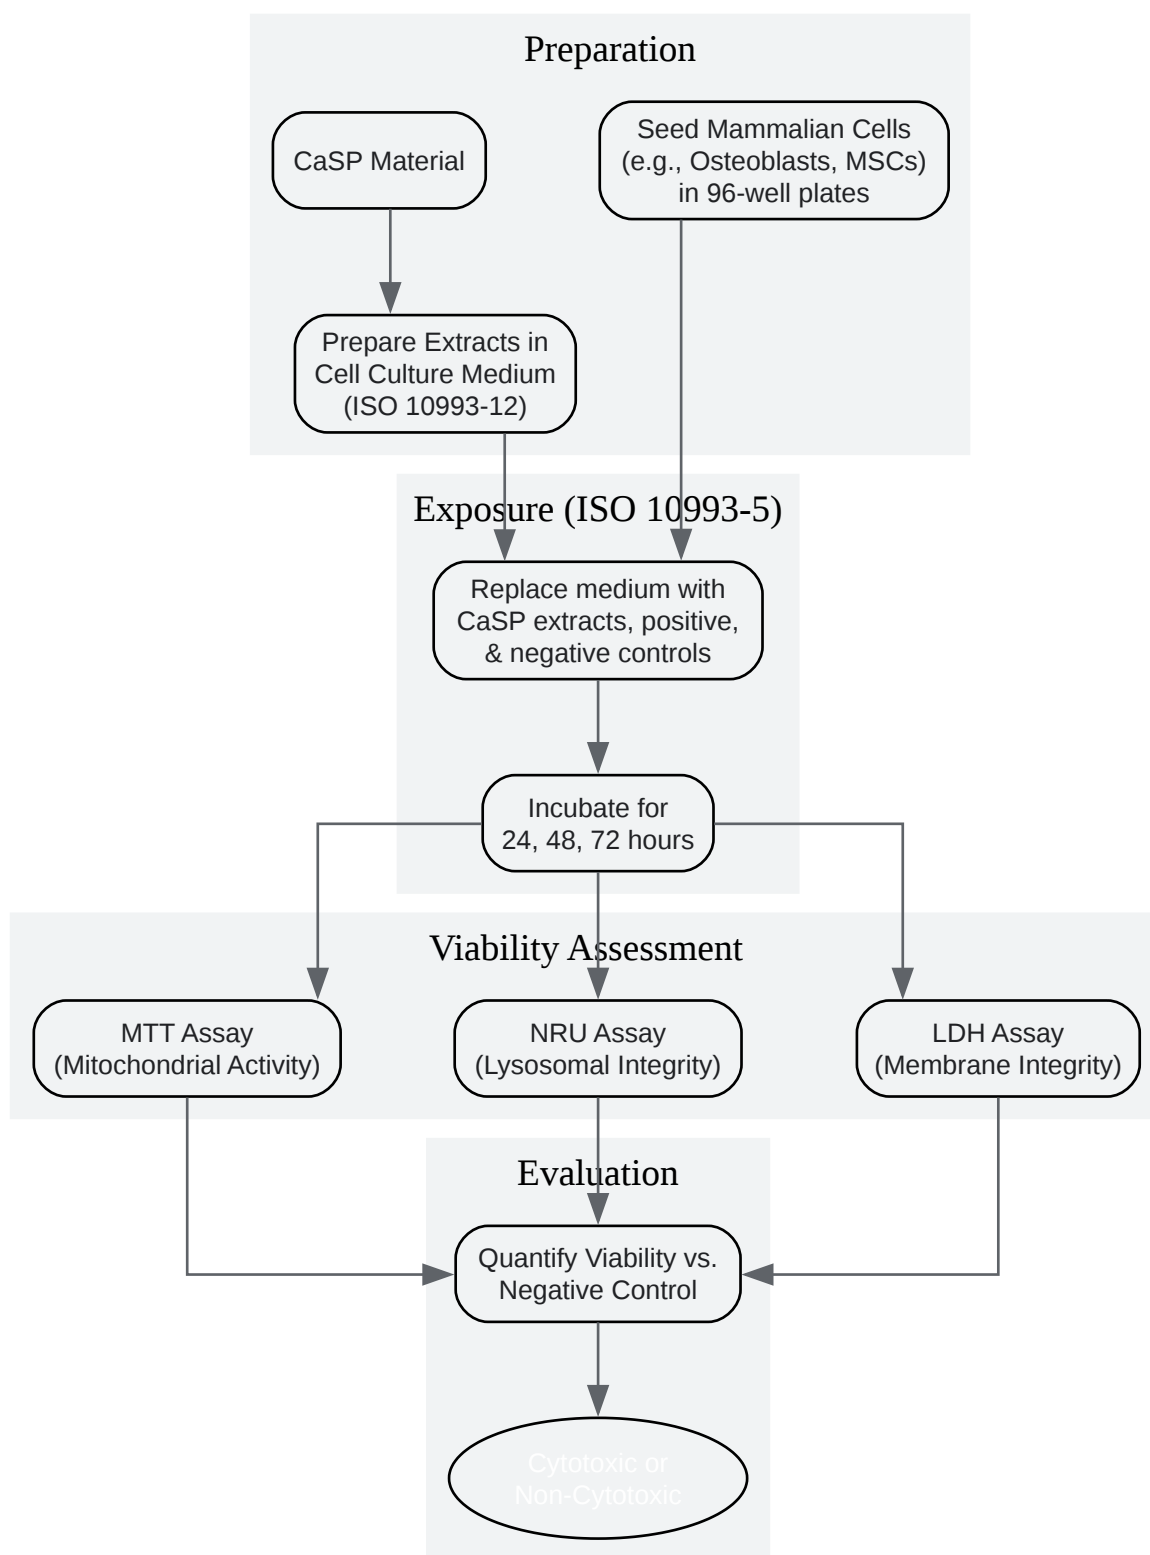 Preparation
CaSP Material
Seed Mammalian Cells
(e.g., Osteoblasts, MSCs)
in 96-well plates
Prepare Extracts in
Cell Culture Medium
(ISO 10993-12)
Exposure (ISO 10993-5)
Replace medium with
CaSP extracts, positive,
& negative controls
Incubate for
24, 48, 72 hours
Viability Assessment
MTT Assay
(Mitochondrial Activity)
NRU Assay
(Lysosomal Integrity)
LDH Assay
(Membrane Integrity)
Evaluation
Quantify Viability vs.
Negative Control
Cytotoxic or
Non-Cytotoxic